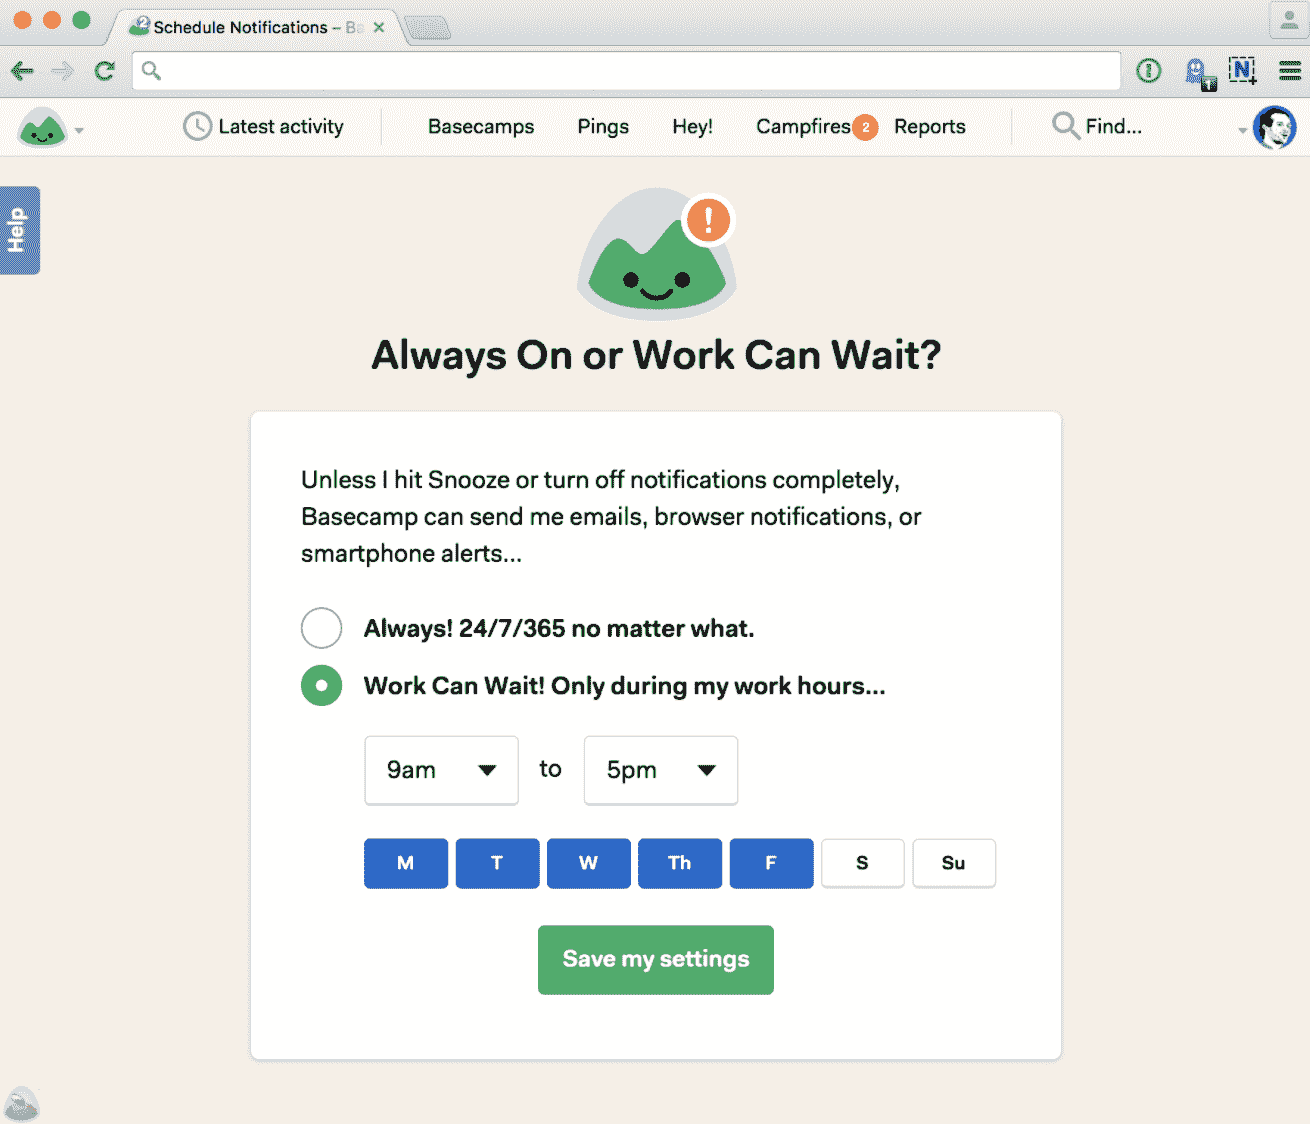 2 Schedule Notifications – Ba
Latest activity Basecamps Pings Hey! Campfires 2 Reports Find...
Help
!
Always On or Work Can Wait?
Unless I hit Snooze or turn off notifications completely,
Basecamp can send me emails, browser notifications, or
smartphone alerts...
Always! 24/7/365 no matter what.
Work Can Wait! Only during my work hours...
9am to 5pm
M T W Th F S Su
Save my settings